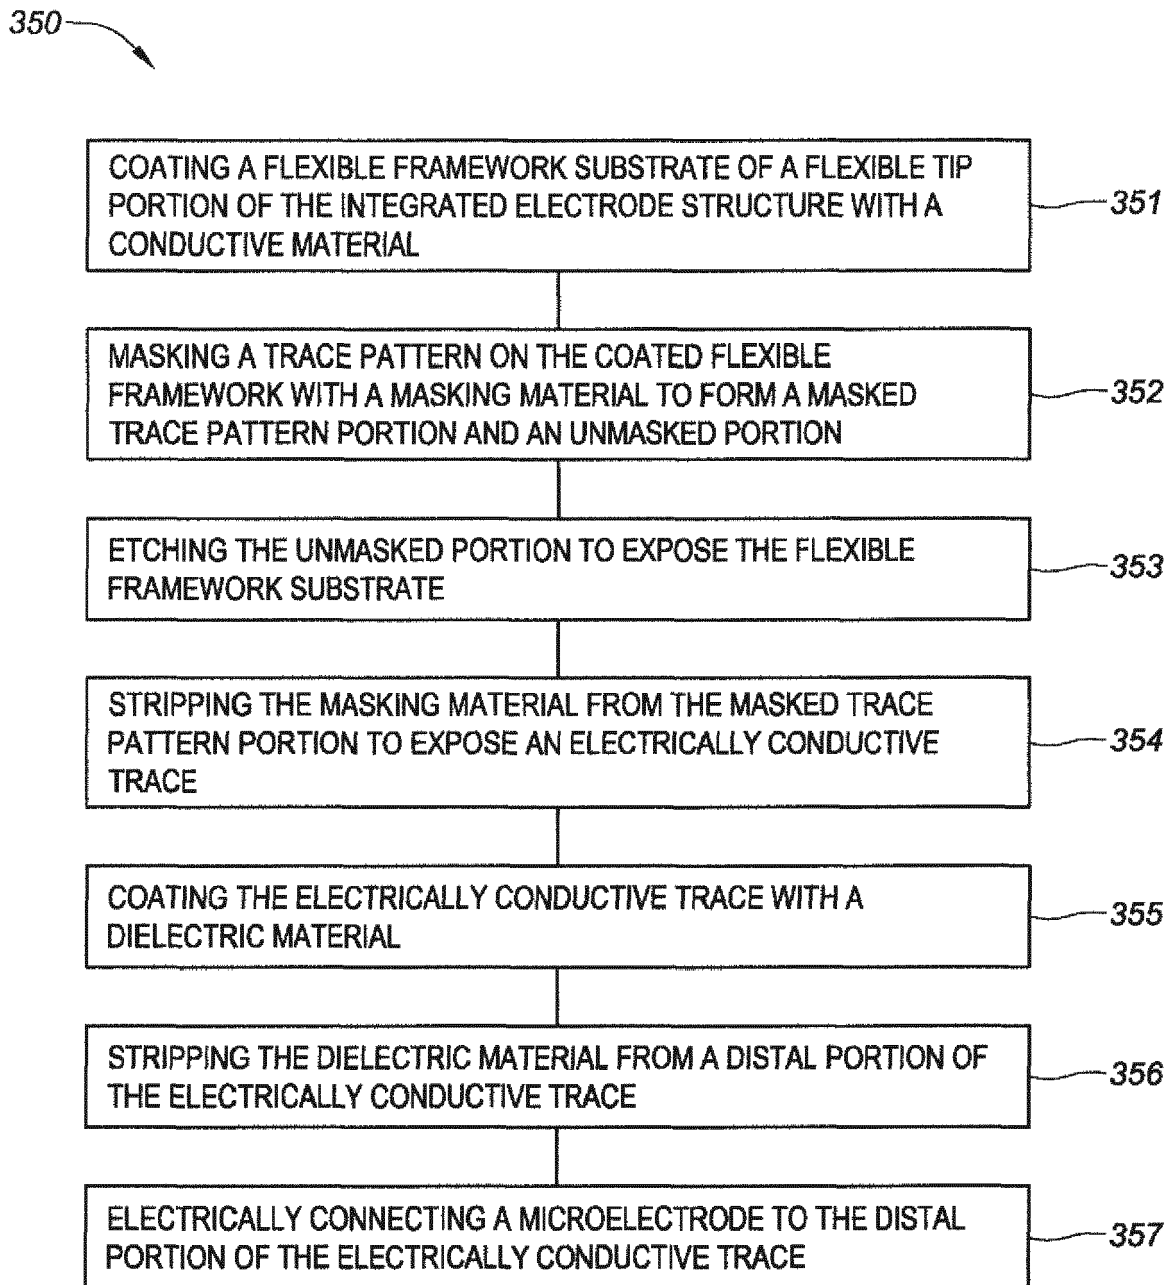 350
COATING A FLEXIBLE FRAMEWORK SUBSTRATE OF A FLEXIBLE TIP
PORTION OF THE INTEGRATED ELECTRODE STRUCTURE WITH A
CONDUCTIVE MATERIAL
351
MASKING A TRACE PATTERN ON THE COATED FLEXIBLE
FRAMEWORK WITH A MASKING MATERIAL TO FORM A MASKED
TRACE PATTERN PORTION AND AN UNMASKED PORTION
352
ETCHING THE UNMASKED PORTION TO EXPOSE THE FLEXIBLE
FRAMEWORK SUBSTRATE
353
STRIPPING THE MASKING MATERIAL FROM THE MASKED TRACE
PATTERN PORTION TO EXPOSE AN ELECTRICALLY CONDUCTIVE
TRACE
354
COATING THE ELECTRICALLY CONDUCTIVE TRACE WITH A
DIELECTRIC MATERIAL
355
STRIPPING THE DIELECTRIC MATERIAL FROM A DISTAL PORTION OF
THE ELECTRICALLY CONDUCTIVE TRACE
356
ELECTRICALLY CONNECTING A MICROELECTRODE TO THE DISTAL
PORTION OF THE ELECTRICALLY CONDUCTIVE TRACE
357